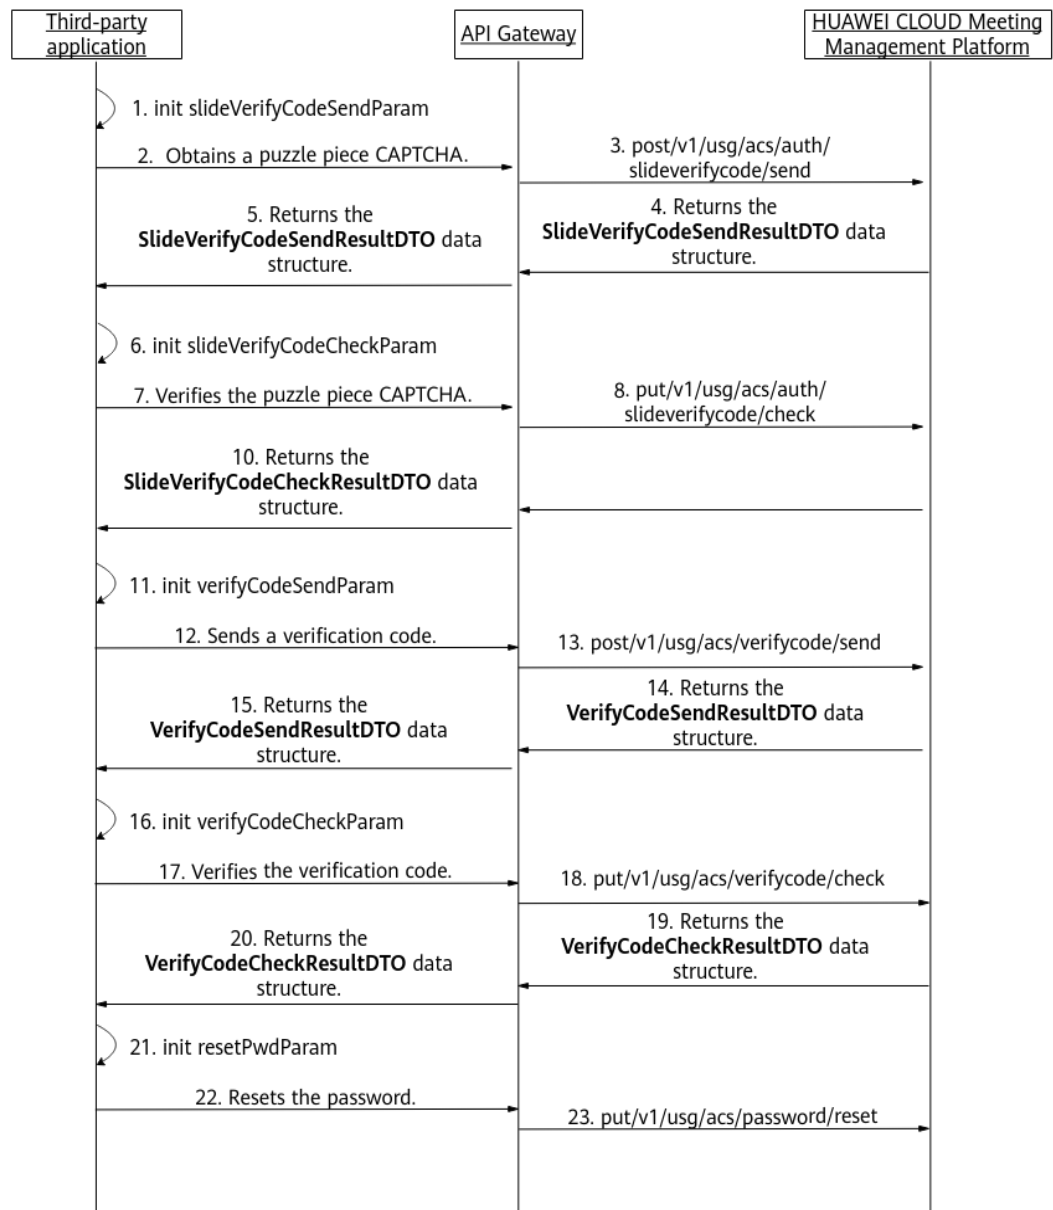 Third-party
application
API Gateway
HUAWEI CLOUD Meeting
Management Platform
1. init slideVerifyCodeSendParam
2. Obtains a puzzle piece CAPTCHA.
3. post/v1/usg/acs/auth/
slideverifycode/send
4. Returns the
SlideVerifyCodeSendResultDTO data
structure.
5. Returns the
SlideVerifyCodeSendResultDTO data
structure.
6. init slideVerifyCodeCheckParam
7. Verifies the puzzle piece CAPTCHA.
8. put/v1/usg/acs/auth/
slideverifycode/check
10. Returns the
SlideVerifyCodeCheckResultDTO data
structure.
11. init verifyCodeSendParam
12. Sends a verification code.
13. post/v1/usg/acs/verifycode/send
14. Returns the
VerifyCodeSendResultDTO data
structure.
15. Returns the
VerifyCodeSendResultDTO data
structure.
16. init verifyCodeCheckParam
17. Verifies the verification code.
18. put/v1/usg/acs/verifycode/check
19. Returns the
VerifyCodeCheckResultDTO data
structure.
20. Returns the
VerifyCodeCheckResultDTO data
structure.
21. init resetPwdParam
22. Resets the password.
23. put/v1/usg/acs/password/reset